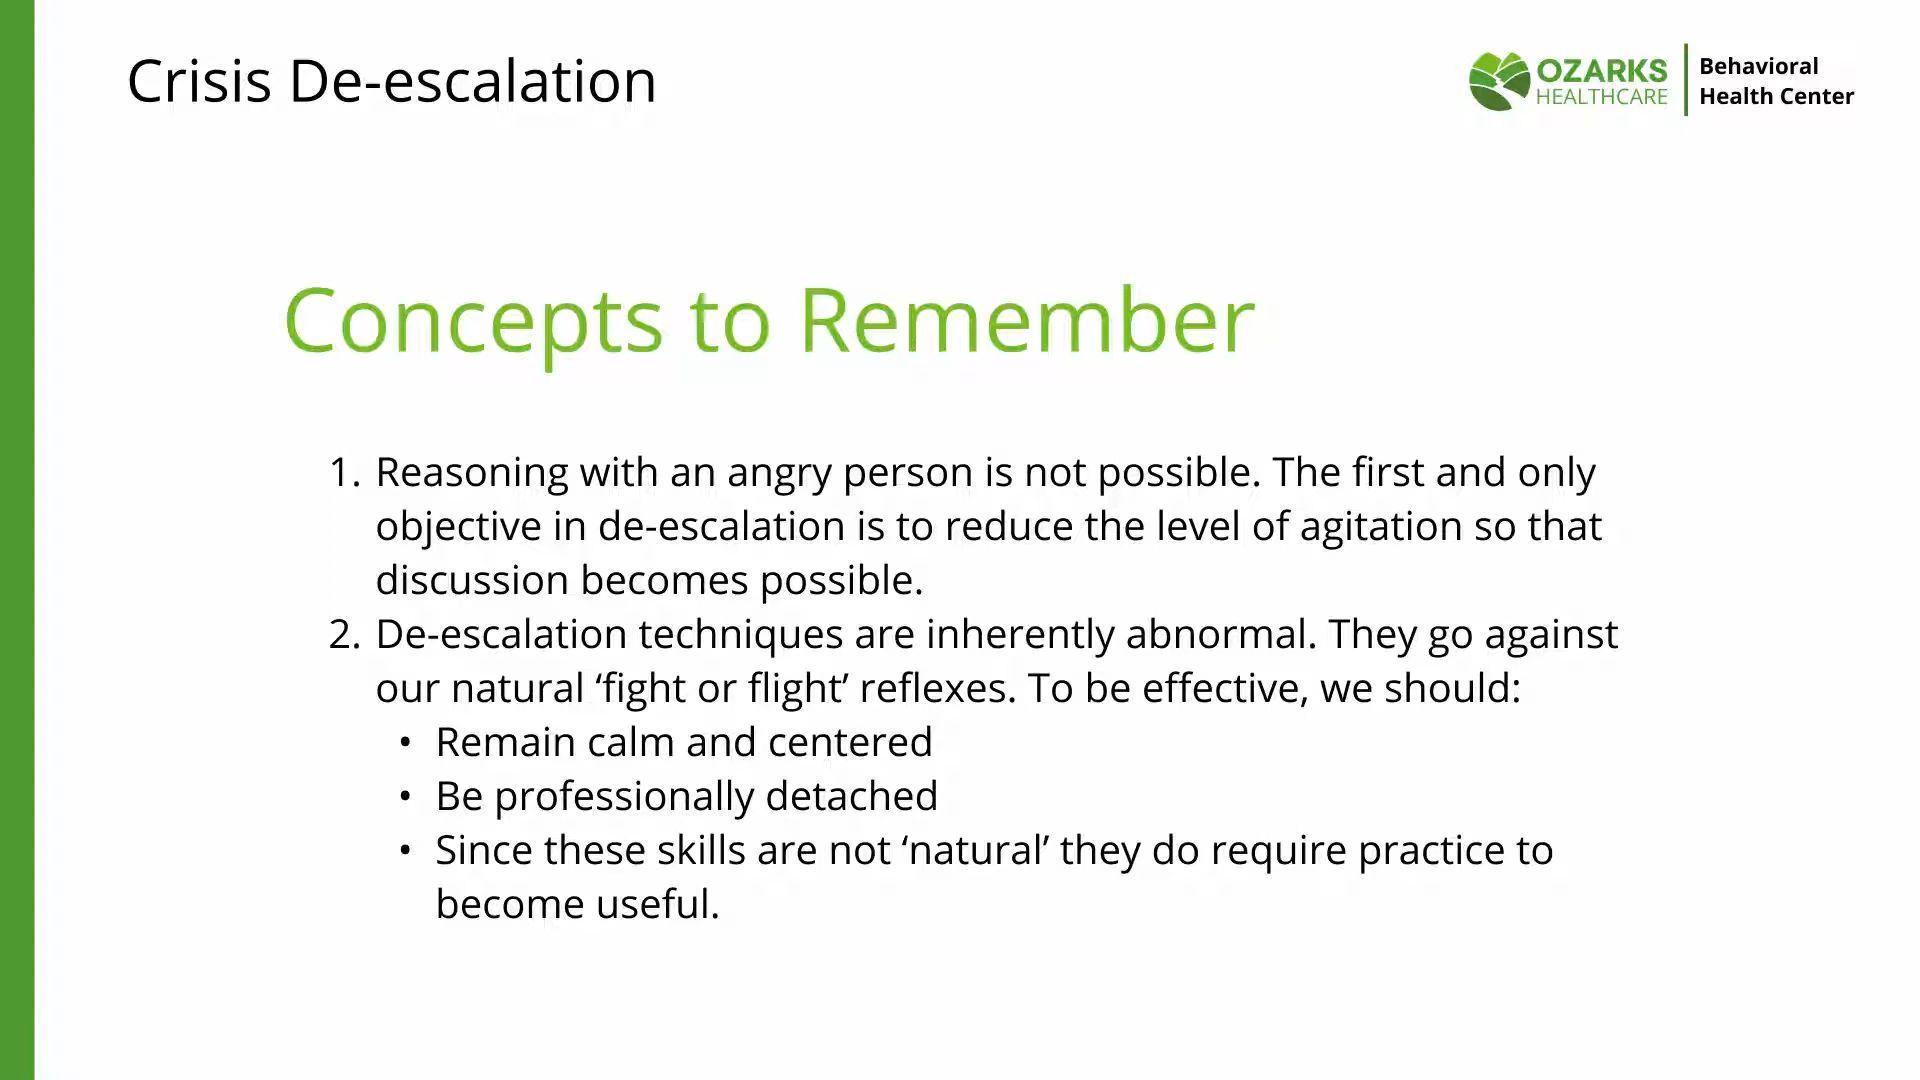 Crisis De-escalation
OZARKS
HEALTHCARE
Behavioral
Health Center
Concepts to Remember
1. Reasoning with an angry person is not possible. The first and only
objective in de-escalation is to reduce the level of agitation so that
discussion becomes possible.
2. De-escalation techniques are inherently abnormal. They go against
our natural ‘fight or flight’ reflexes. To be effective, we should:
• Remain calm and centered
• Be professionally detached
• Since these skills are not ‘natural’ they do require practice to
become useful.